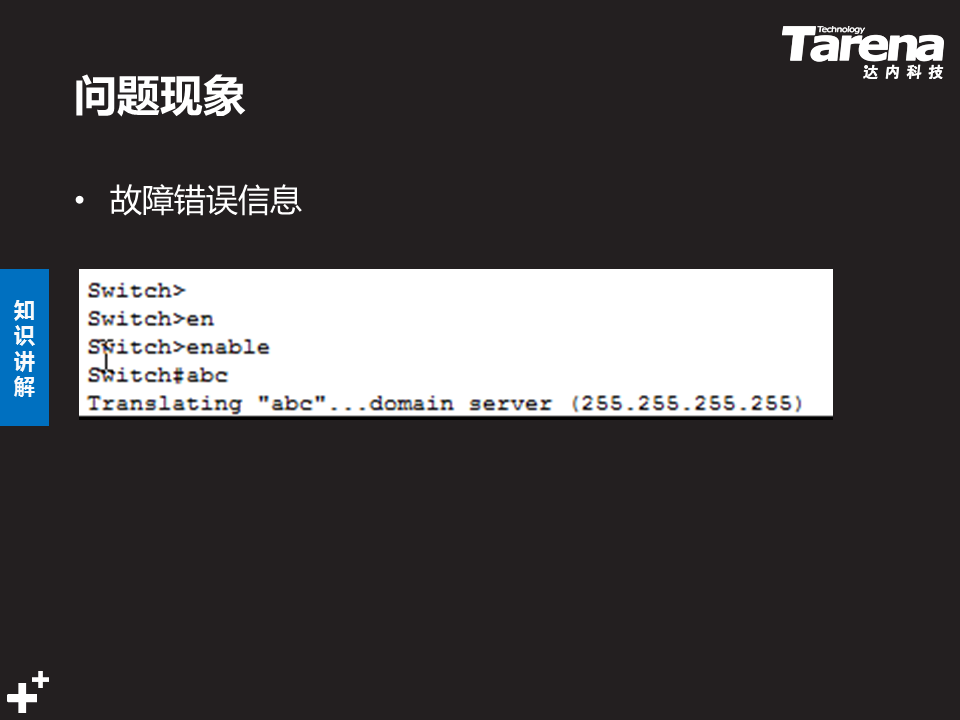 Technology
Tarena
达内科技
问题现象
• 故障错误信息
知识讲解
Switch>
Switch>en
Switch>enable
Switch#abc
Translating "abc"...domain server (255.255.255.255)